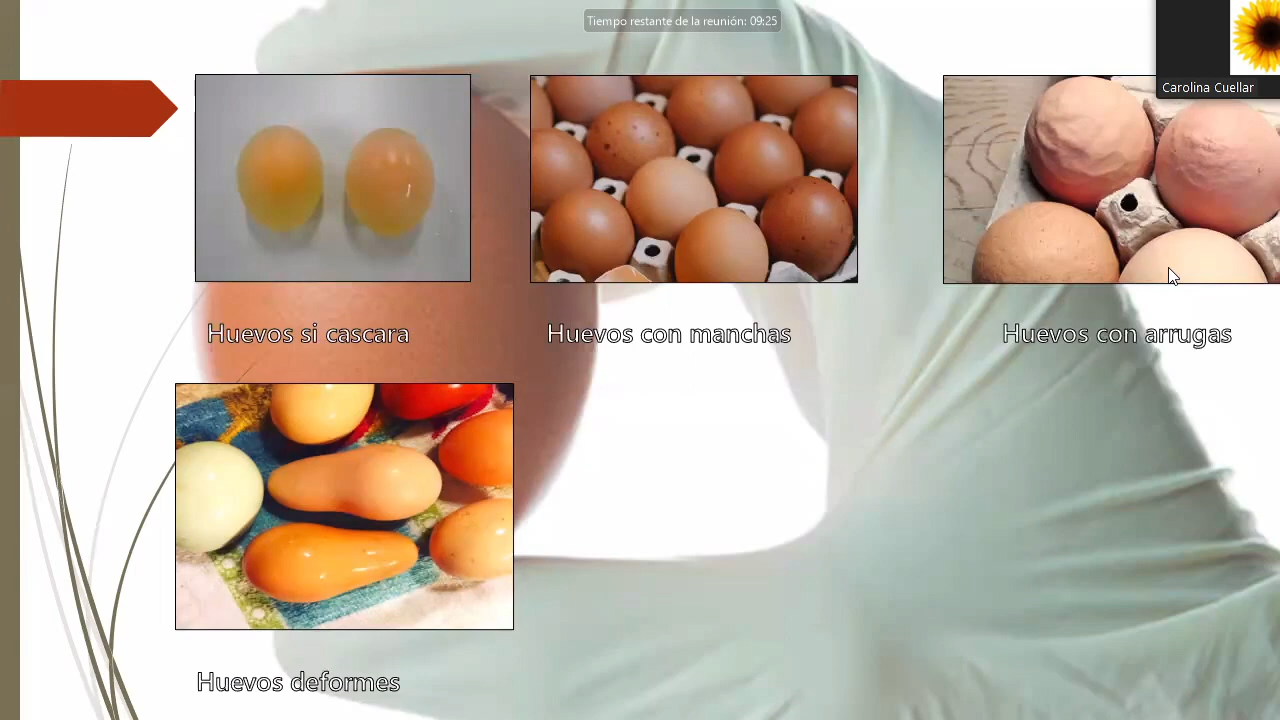 Tiempo restante de la reunión: 09:25
Carolina Cuellar
Huevos si cascara
Huevos con manchas
Huevos con arrugas
Huevos deformes